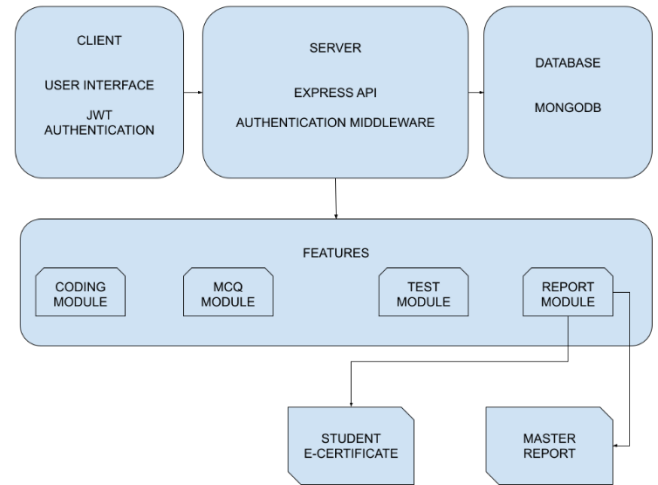 CLIENT
USER INTERFACE
JWT
AUTHENTICATION
SERVER
EXPRESS API
AUTHENTICATION MIDDLEWARE
DATABASE
MONGODB
FEATURES
CODING
MODULE
MCQ
MODULE
TEST
MODULE
REPORT
MODULE
STUDENT
E-CERTIFICATE
MASTER
REPORT